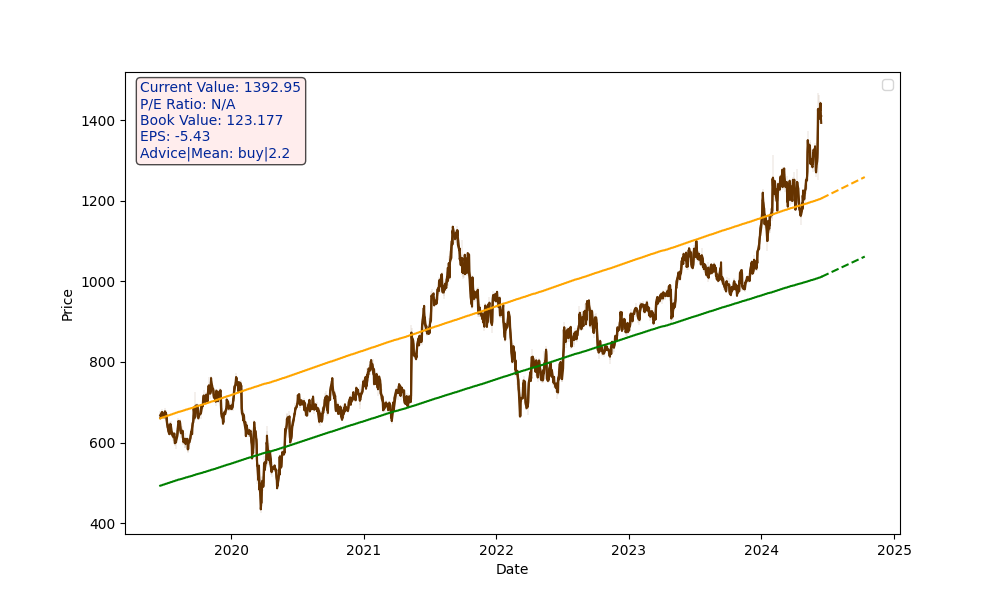 Current Value: 1392.95
P/E Ratio: N/A
Book Value: 123.177
EPS: -5.43
Advice|Mean: buy|2.2
1400
1200
1000
800
600
400
Price
2020 2021 2022 2023 2024 2025
Date